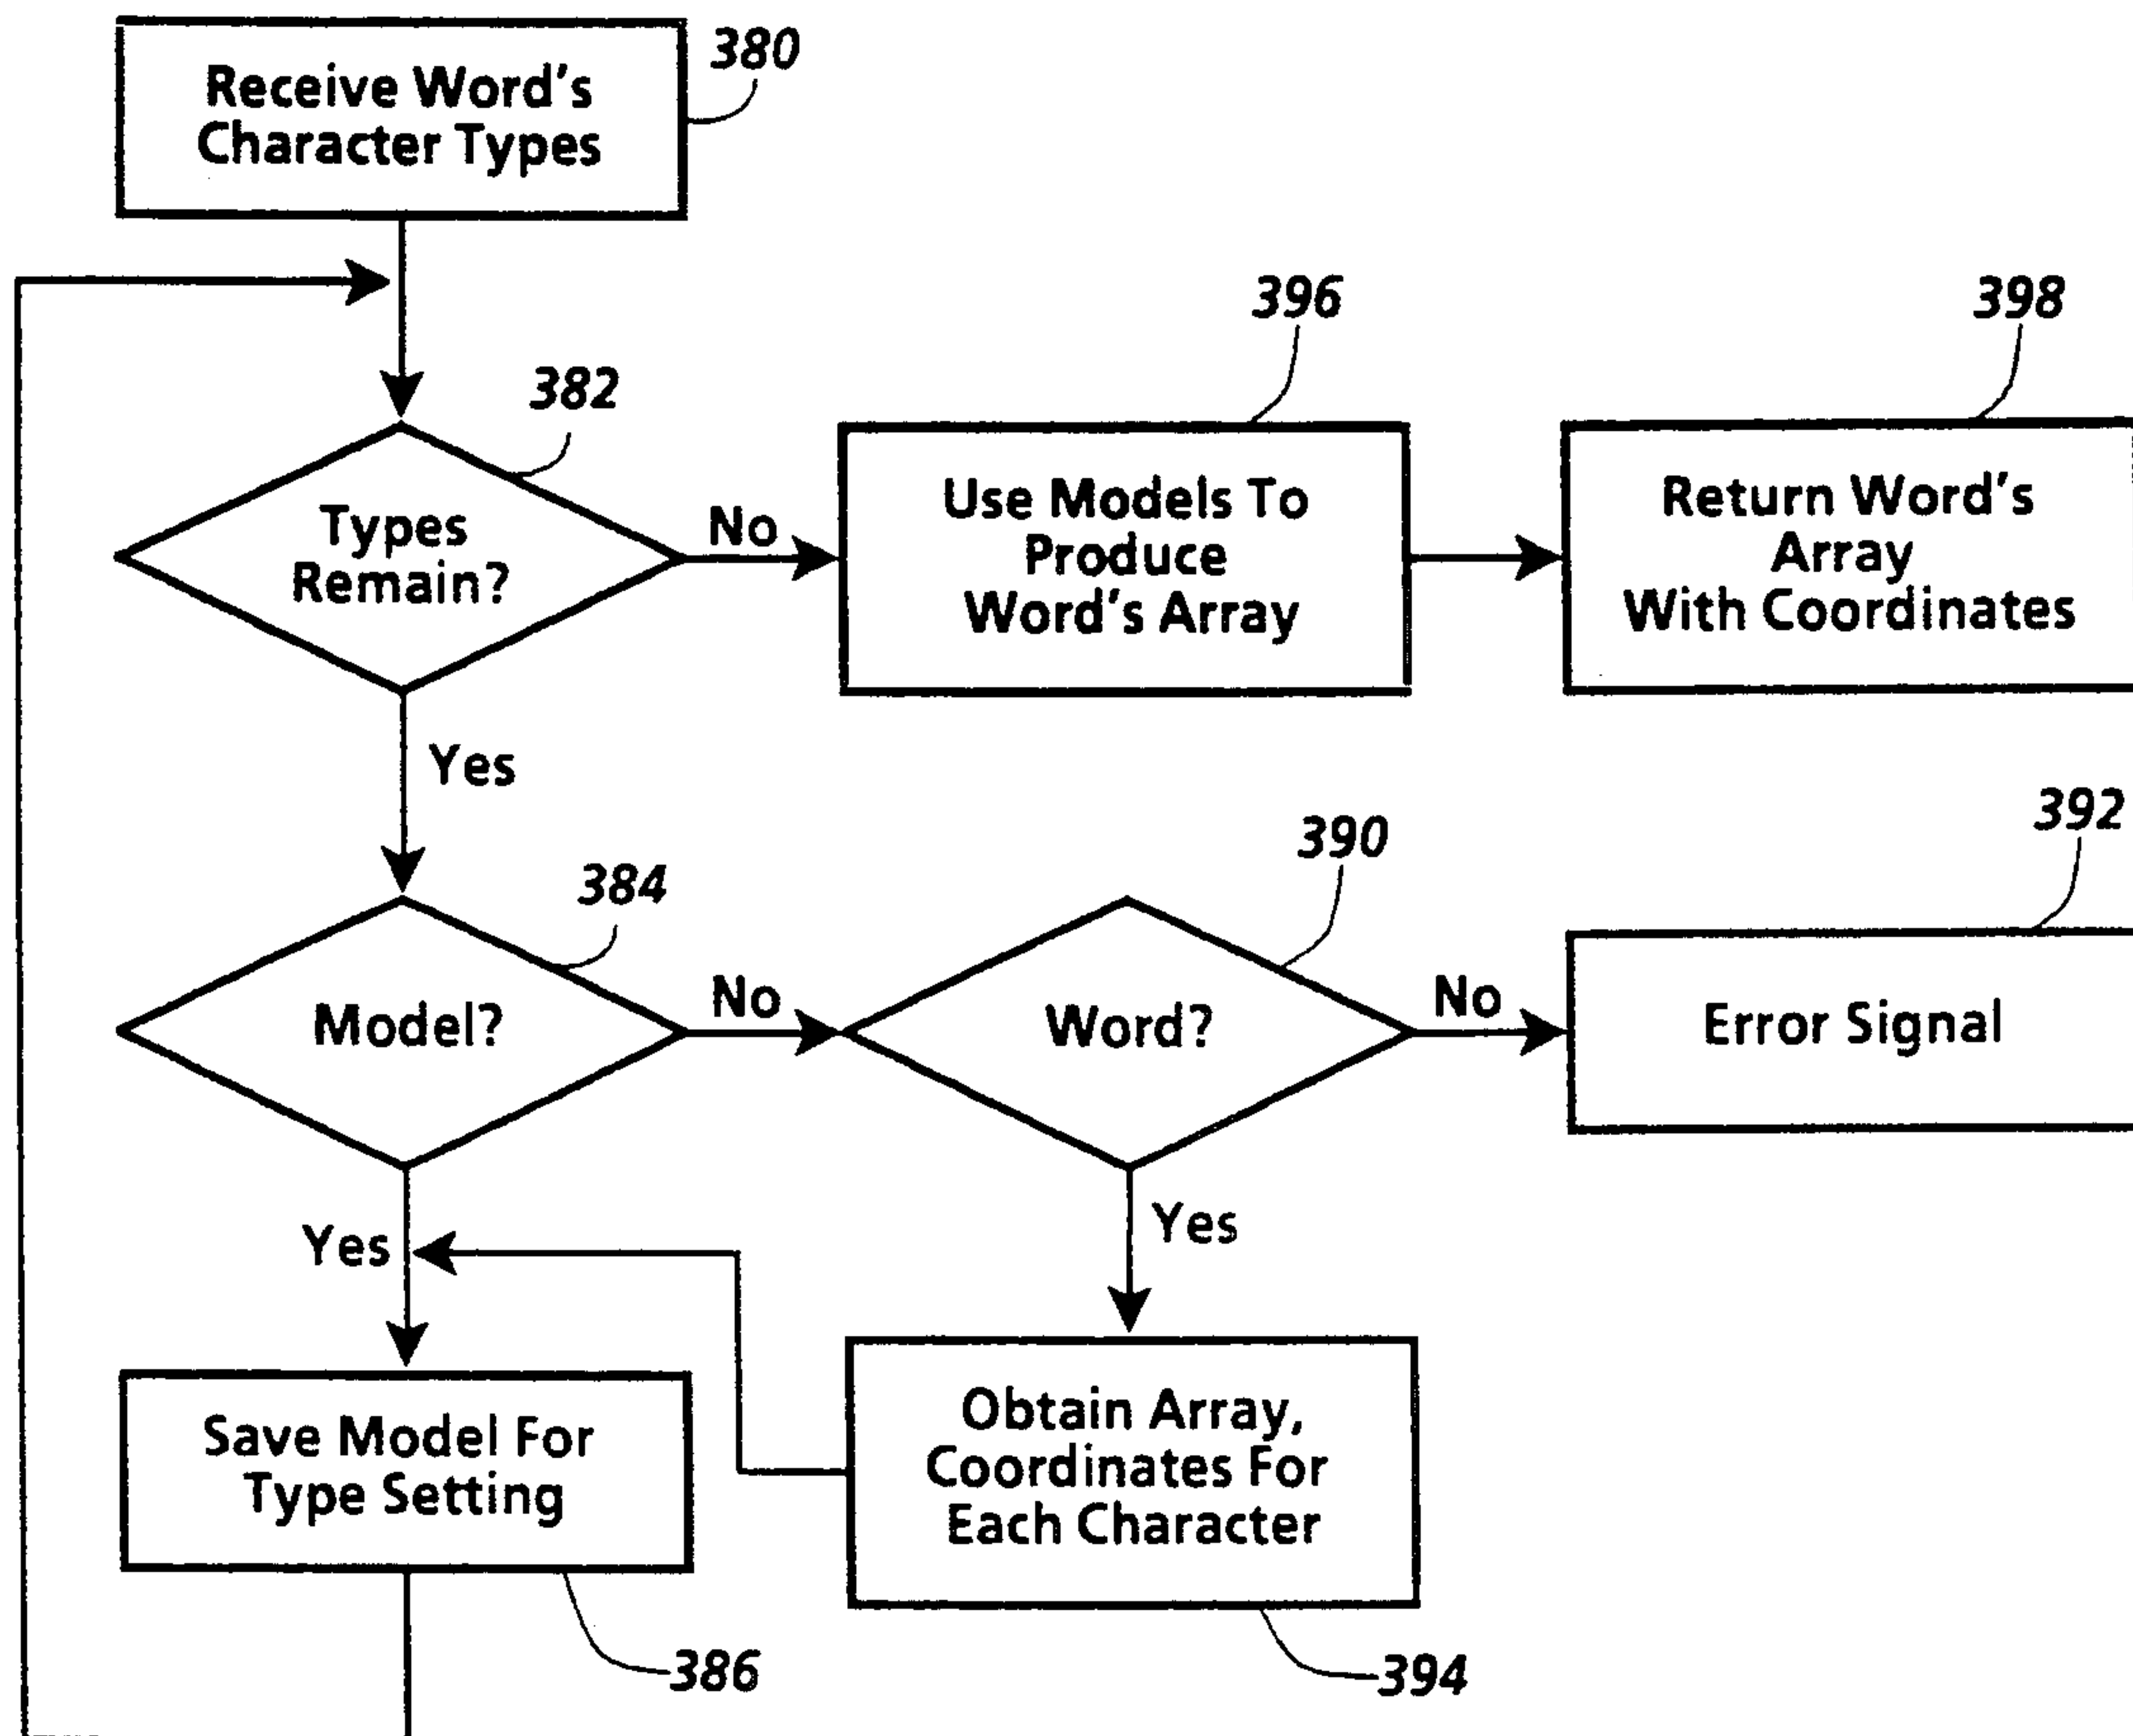 380
Receive Word's
Character Types
396
398
382
Types
Remain?
No
Use Models To
Produce
Word's Array
Return Word's
Array
With Coordinates
Yes
392
390
384
Model?
No
Word?
No
Error Signal
Yes
Yes
Save Model For
Type Setting
Obtain Array,
Coordinates For
Each Character
386
394